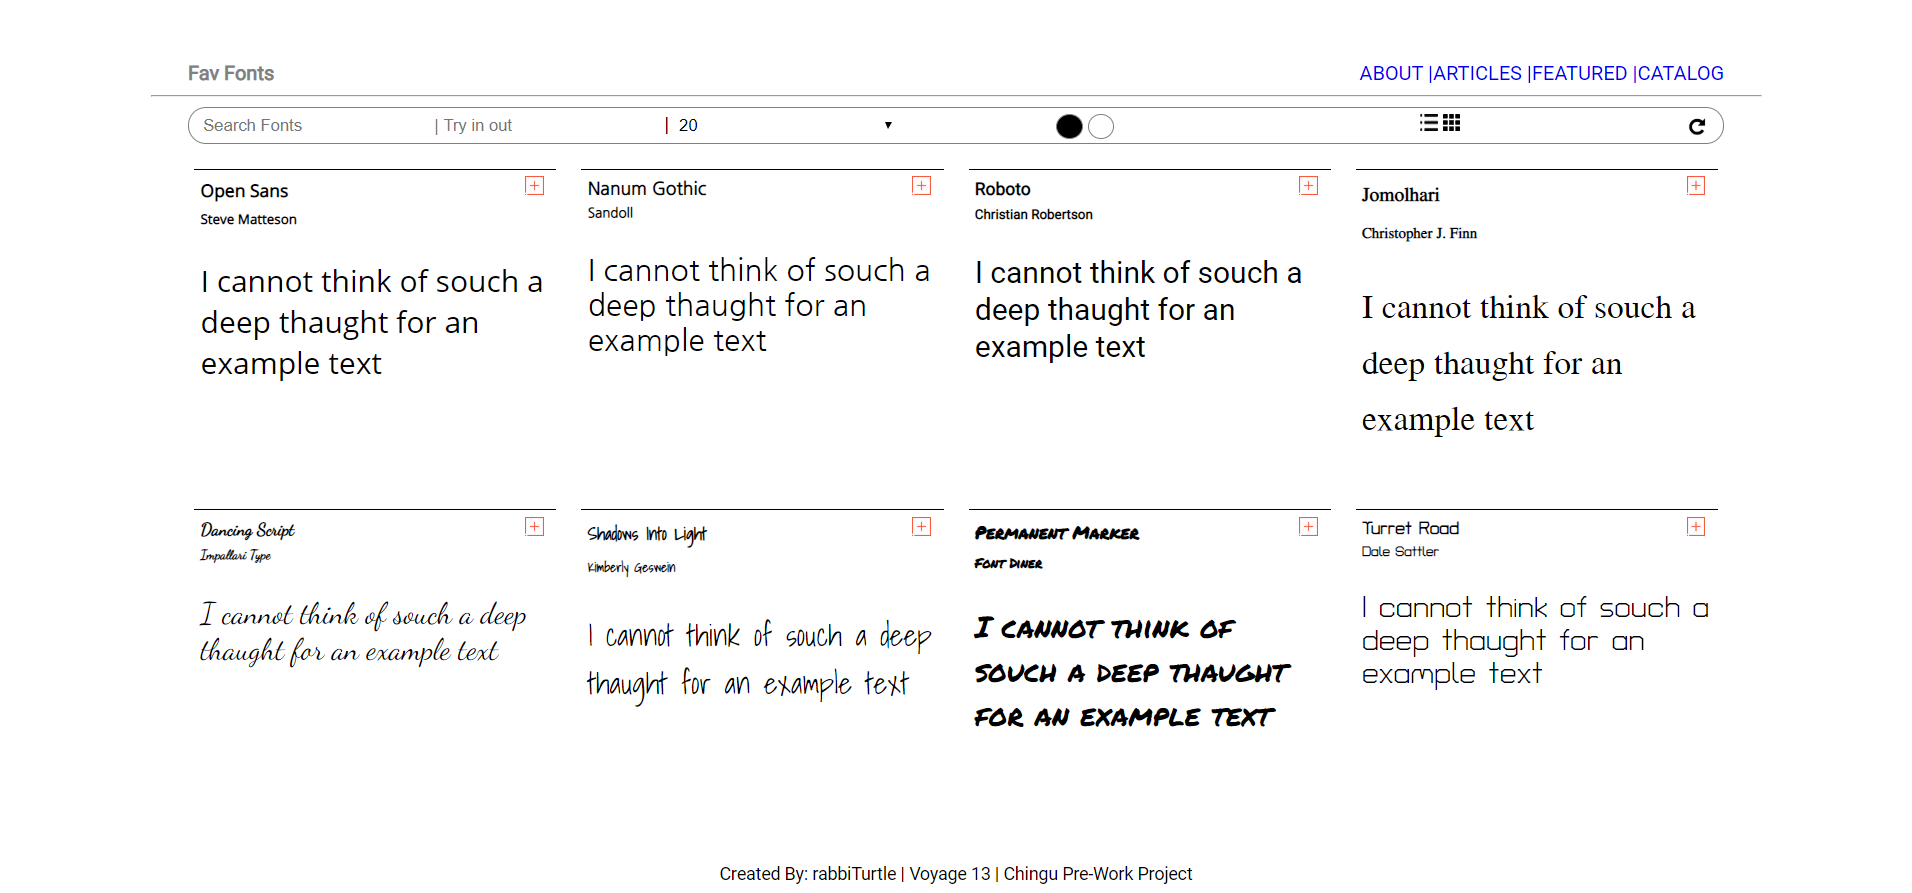 Fav Fonts
ABOUT |ARTICLES |FEATURED |CATALOG
Search Fonts | Try in out | 20
Open Sans
Steve Matteson
I cannot think of souch a
deep thaught for an
example text
Nanum Gothic
Sandoll
I cannot think of souch a
deep thaught for an
example text
Roboto
Christian Robertson
I cannot think of souch a
deep thaught for an
example text
Jomolhari
Christopher J. Finn
I cannot think of souch a
deep thaught for an
example text
Dancing Script
Impallari Type
I cannot think of souch a deep
thaught for an example text
Shadows Into Light
Kimberly Geswein
I cannot think of souch a deep
thaught for an example text
Permanent Marker
Font Diner
I cannot think of
souch a deep thaught
for an example text
Turret Road
Dale Sattler
I cannot think of souch a
deep thaught for an
example text
Created By: rabbiTurtle | Voyage 13 | Chingu Pre-Work Project